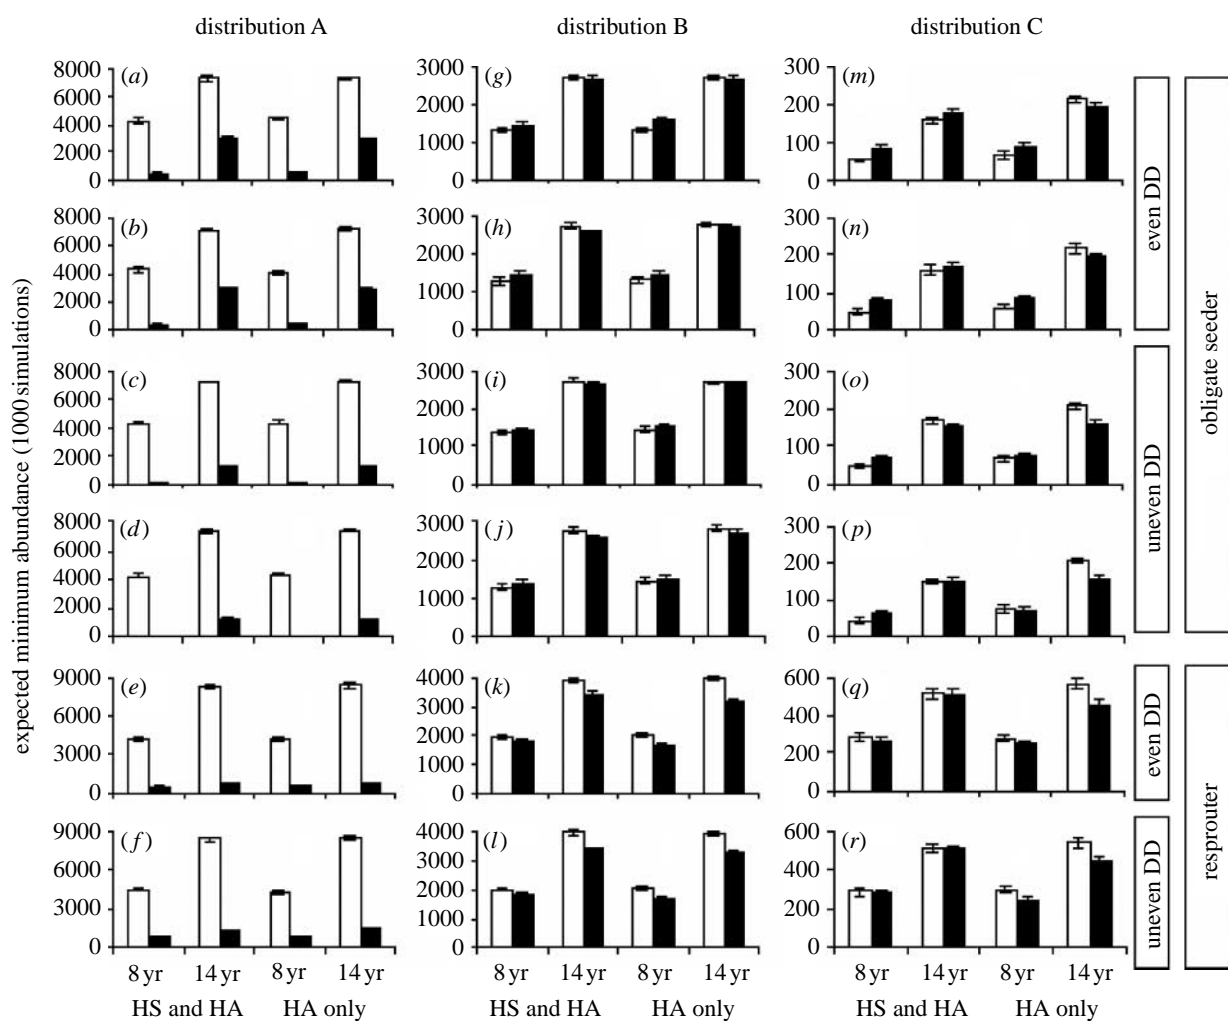 distribution A
distribution B
distribution C
expected minimum abundance (1000 simulations)
(a)
8000
6000
4000
2000
0
(g)
3000
2000
1000
0
(m)
300
200
100
0
(b)
8000
6000
4000
2000
0
(h)
3000
2000
1000
0
(n)
300
200
100
0
(c)
8000
6000
4000
2000
0
(i)
3000
2000
1000
0
(o)
300
200
100
0
(d)
8000
6000
4000
2000
0
(j)
3000
2000
1000
0
(p)
300
200
100
0
(e)
9000
6000
3000
0
(k)
4000
3000
2000
1000
0
(q)
600
400
200
0
(f)
9000
6000
3000
0
(l)
4000
3000
2000
1000
0
(r)
600
400
200
0
8 yr 14 yr 8 yr 14 yr
HS and HA HA only
8 yr 14 yr 8 yr 14 yr
HS and HA HA only
8 yr 14 yr 8 yr 14 yr
HS and HA HA only
even DD
uneven DD
obligate seeder
even DD
uneven DD
resprouter